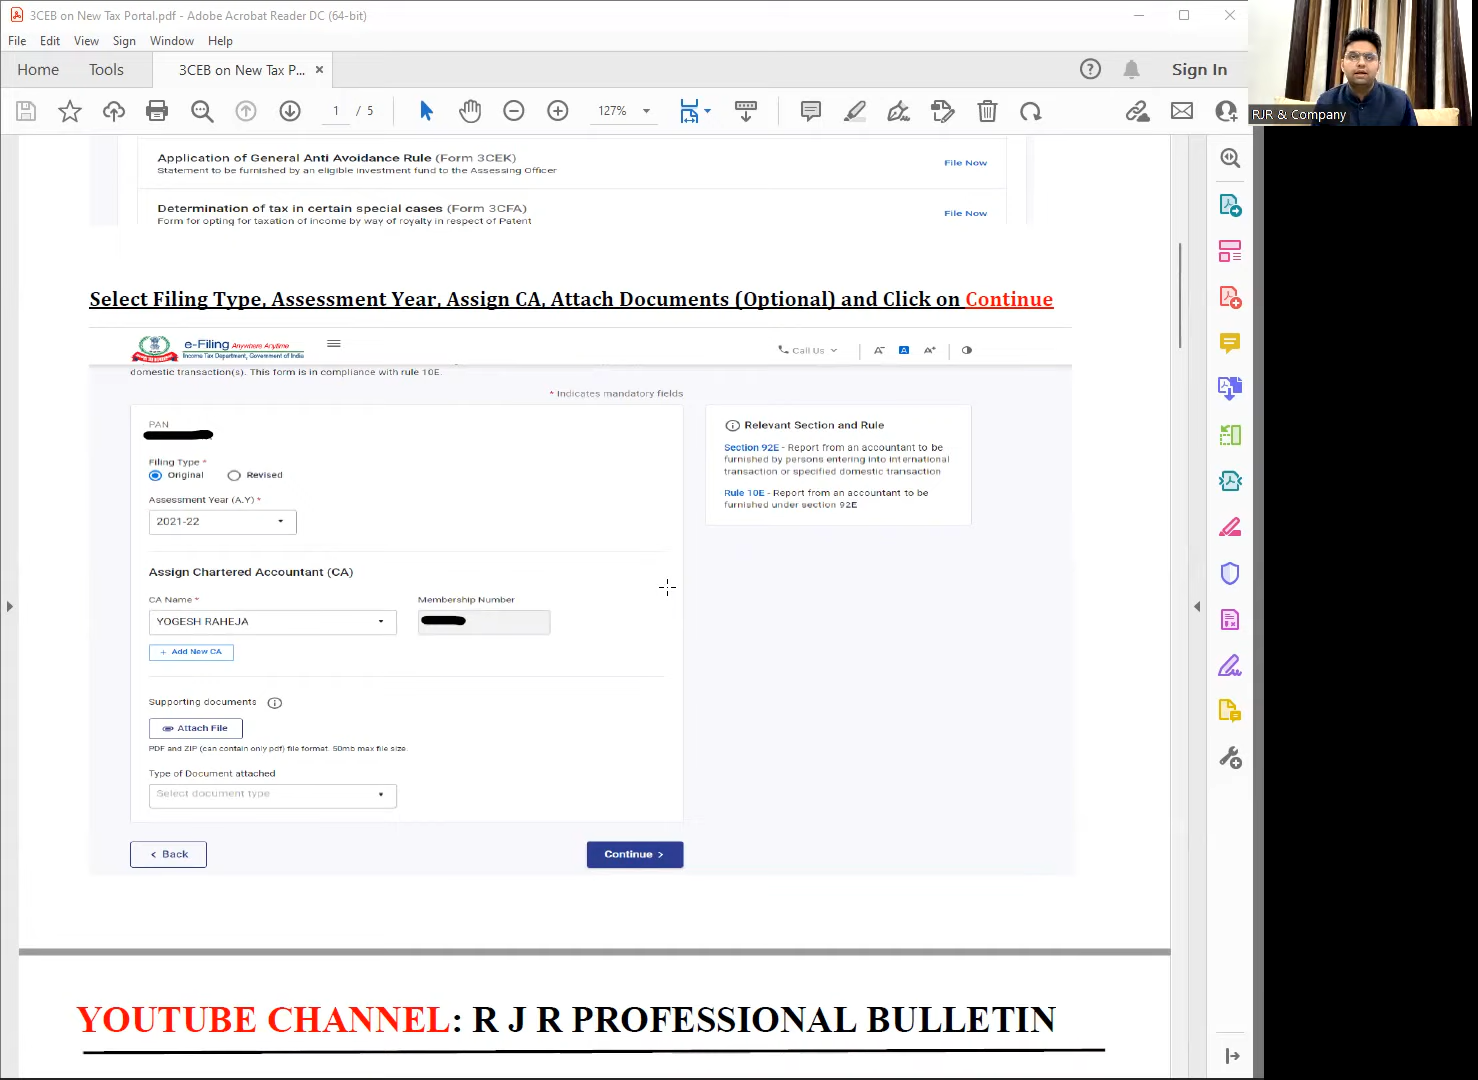 3CEB on New Tax Portal.pdf - Adobe Acrobat Reader DC (64-bit)
File Edit View Sign Window Help
Home Tools 3CEB on New Tax P... × Sign In
1 / 5 127%
RJR & Company
Application of General Anti Avoidance Rule (Form 3CEK)
File Now
Statement to be furnished by an eligible investment fund to the Assessing Officer
Determination of tax in certain special cases (Form 3CFA)
File Now
Form for opting for taxation of income by way of royalty in respect of Patent
Select Filing Type, Assessment Year, Assign CA, Attach Documents (Optional) and Click on Continue
e-Filing Anywhere Anytime
Income Tax Department, Government of India
Call Us A- A A+
domestic transaction(s). This form is in compliance with rule 10E.
* Indicates mandatory fields
PAN
Filing Type *
Original Revised
Assessment Year (A.Y) *
2021-22
Relevant Section and Rule
Section 92E - Report from an accountant to be
furnished by persons entering into international
transaction or specified domestic transaction
Rule 10E - Report from an accountant to be
furnished under section 92E
Assign Chartered Accountant (CA)
CA Name * Membership Number
YOGESH RAHEJA
+ Add New CA
Supporting documents
Attach File
PDF and ZIP (can contain only pdf) file format. 50mb max file size.
Type of Document attached
Select document type
< Back Continue >
YOUTUBE CHANNEL: R J R PROFESSIONAL BULLETIN